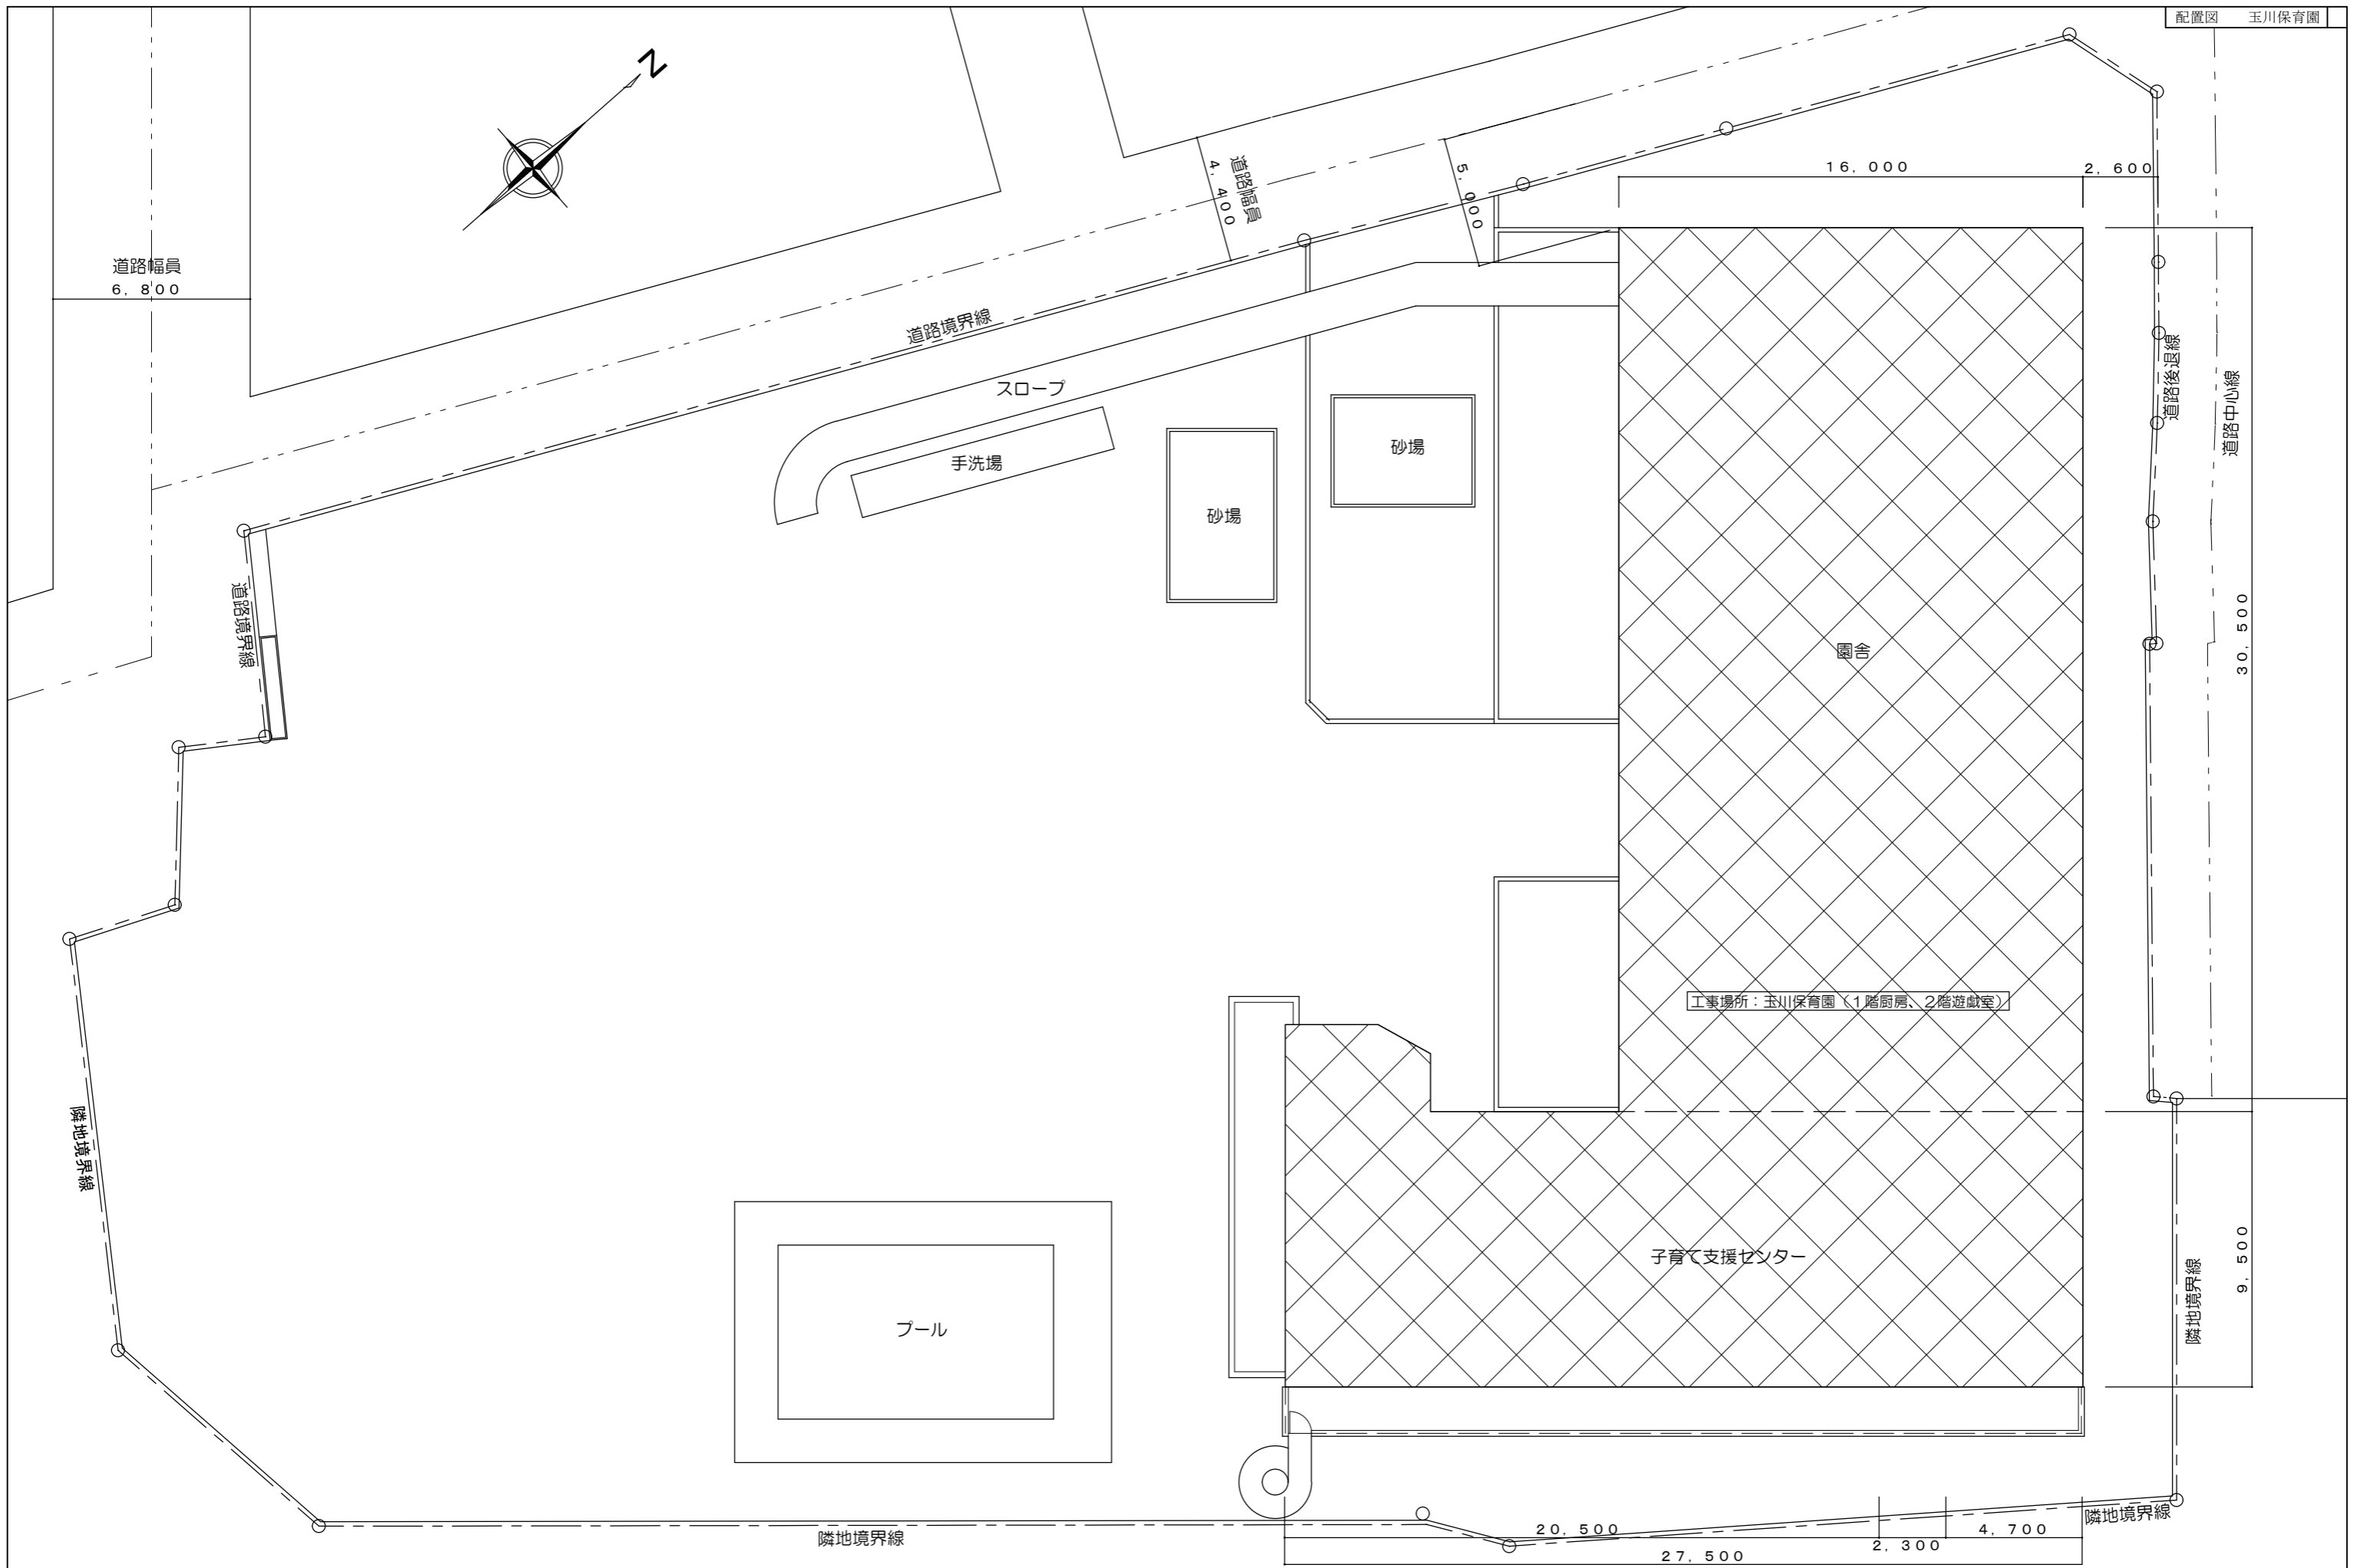 配置図　玉川保育園
N
16,000
2,600
道路幅員
4,400
5,000
道路幅員
6,800
道路境界線
スロープ
手洗場
砂場
砂場
道路後退線
道路中心線
道路境界線
園舎
30,500
工事場所：玉川保育園（1階厨房、2階遊戯室）
隣地境界線
子育て支援センター
9,500
隣地境界線
プール
隣地境界線
隣地境界線
20,500
2,300
4,700
27,500